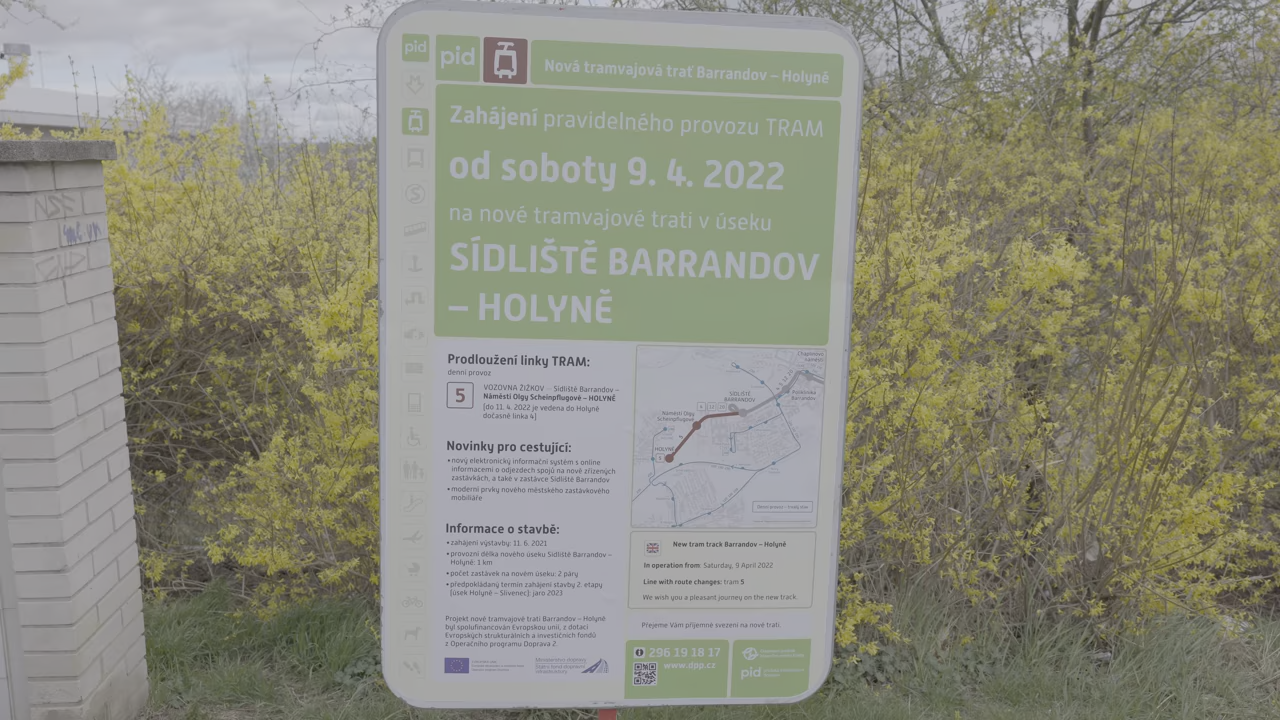 pid
pid
Nová tramvajová trať Barrandov – Holyně
Zahájení pravidelného provozu TRAM
od soboty 9. 4. 2022
na nové tramvajové trati v úseku
SÍDLIŠTĚ BARRANDOV
– HOLYNĚ
Prodloužení linky TRAM:
denní provoz
5
VOZOVNA ŽIŽKOV – Sídliště Barrandov –
Náměstí Olgy Scheinpflugové – HOLYNĚ
(do 11. 4. 2022 je vedena do Holyně
dočasně linka 4)
Novinky pro cestující:
• nový elektronický informační systém s online
informacemi o odjezdech spojů na nově zřízených
zastávkách, a také v zastávce Sídliště Barrandov
• moderní prvky nového městského zastávkového
mobiliáře
Informace o stavbě:
• zahájení výstavby: 11. 6. 2021
• provozní délka nového úseku Sídliště Barrandov –
Holyně: 1 km
• počet zastávek na novém úseku: 2 páry
• předpokládaný termín zahájení stavby 2. etapy
(úsek Holyně – Slivenec): jaro 2023
Projekt nové tramvajové trati Barrandov – Holyně
byl spolufinancován Evropskou unií, z dotací
Evropských strukturálních a investičních fondů
z Operačního programu Doprava 2.
Chaplinovo
náměstí
Poliklinika
Barrandov
SÍDLIŠTĚ
BARRANDOV
Náměstí Olgy
Scheinpflugové
HOLYNĚ
New tram track Barrandov – Holyně
In operation from: Saturday, 9 April 2022
Line with route changes: tram 5
We wish you a pleasant journey on the new track.
Přejeme Vám příjemné svezení na nové trati.
296 19 18 17
www.dpp.cz
pid